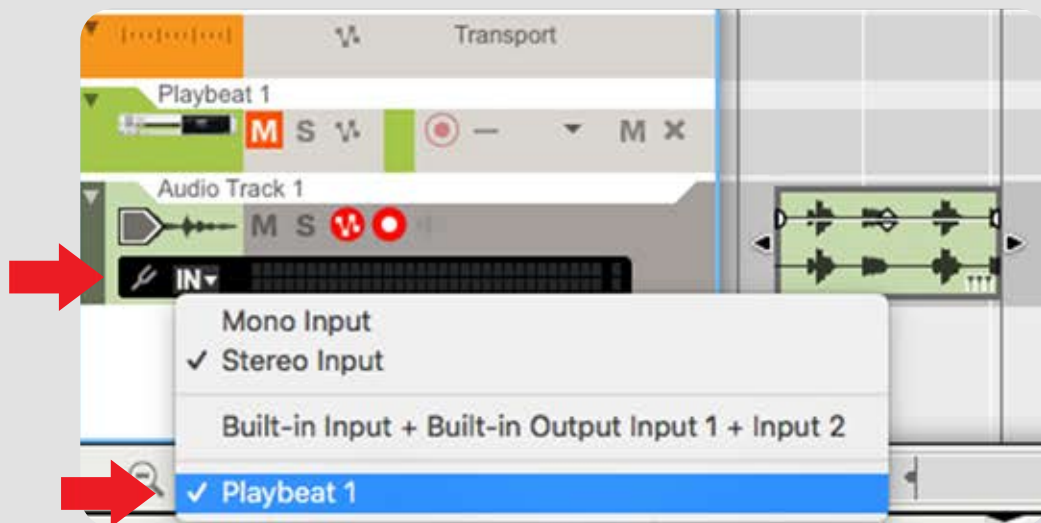 Transport
Playbeat 1
M S M
Audio Track 1
M S
IN
Mono Input
Stereo Input
Built-in Input + Built-in Output Input 1 + Input 2
Playbeat 1